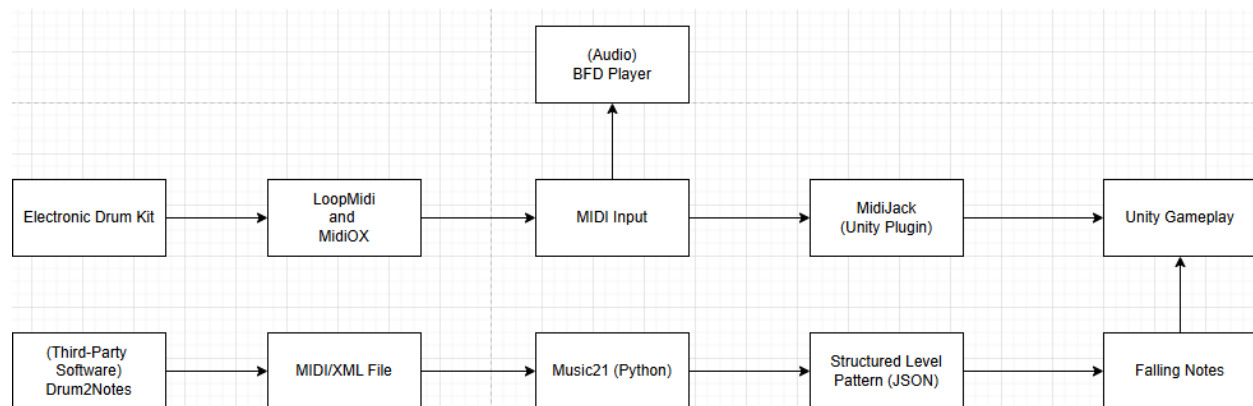 (Audio)
BFD Player
Electronic Drum Kit
LoopMidi
and
MidiOX
MIDI Input
MidiJack
(Unity Plugin)
Unity Gameplay
(Third-Party
Software)
Drum2Notes
MIDI/XML File
Music21 (Python)
Structured Level
Pattern (JSON)
Falling Notes